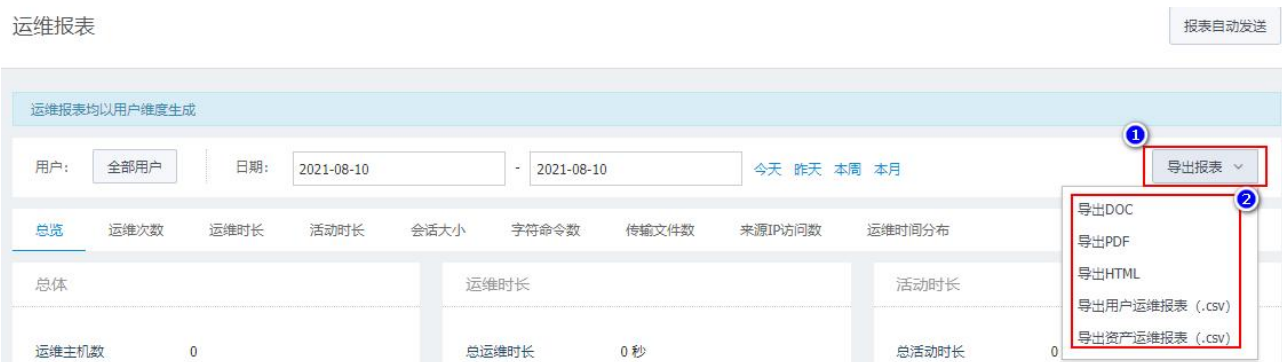 运维报表
报表自动发送
运维报表均以用户维度生成
用户: 全部用户 日期: 2021-08-10 - 2021-08-10 今天 昨天 本周 本月 导出报表
1
2
导出DOC
导出PDF
导出HTML
导出用户运维报表（.csv）
导出资产运维报表（.csv）
总览 运维次数 运维时长 活动时长 会话大小 字符命令数 传输文件数 来源IP访问数 运维时间分布
总体 运维时长 活动时长
运维主机数 0 总运维时长 0 秒 总活动时长 0